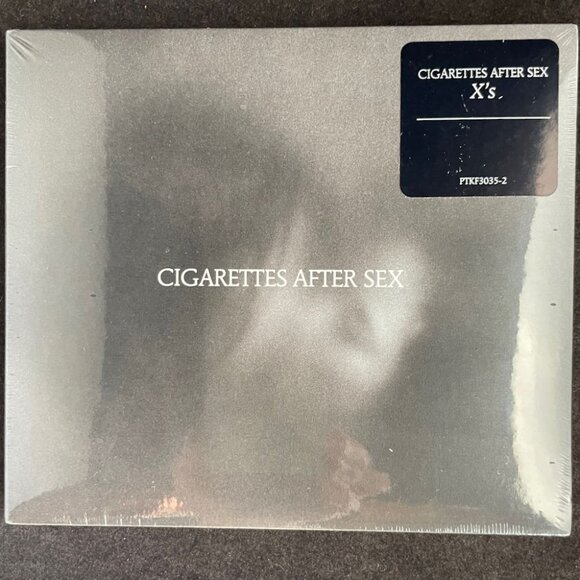 CIGARETTES AFTER SEX
X's
PTKF3035-2
CIGARETTES AFTER SEX